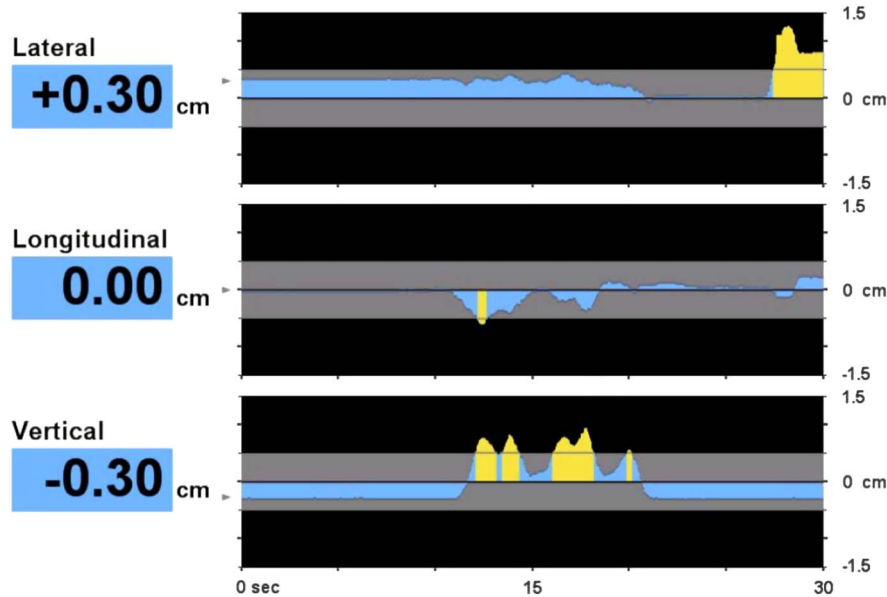 Lateral
+0.30 cm
1.5
0 cm
-1.5
Longitudinal
0.00 cm
1.5
0 cm
-1.5
Vertical
-0.30 cm
1.5
0 cm
-1.5
0 sec 15 30